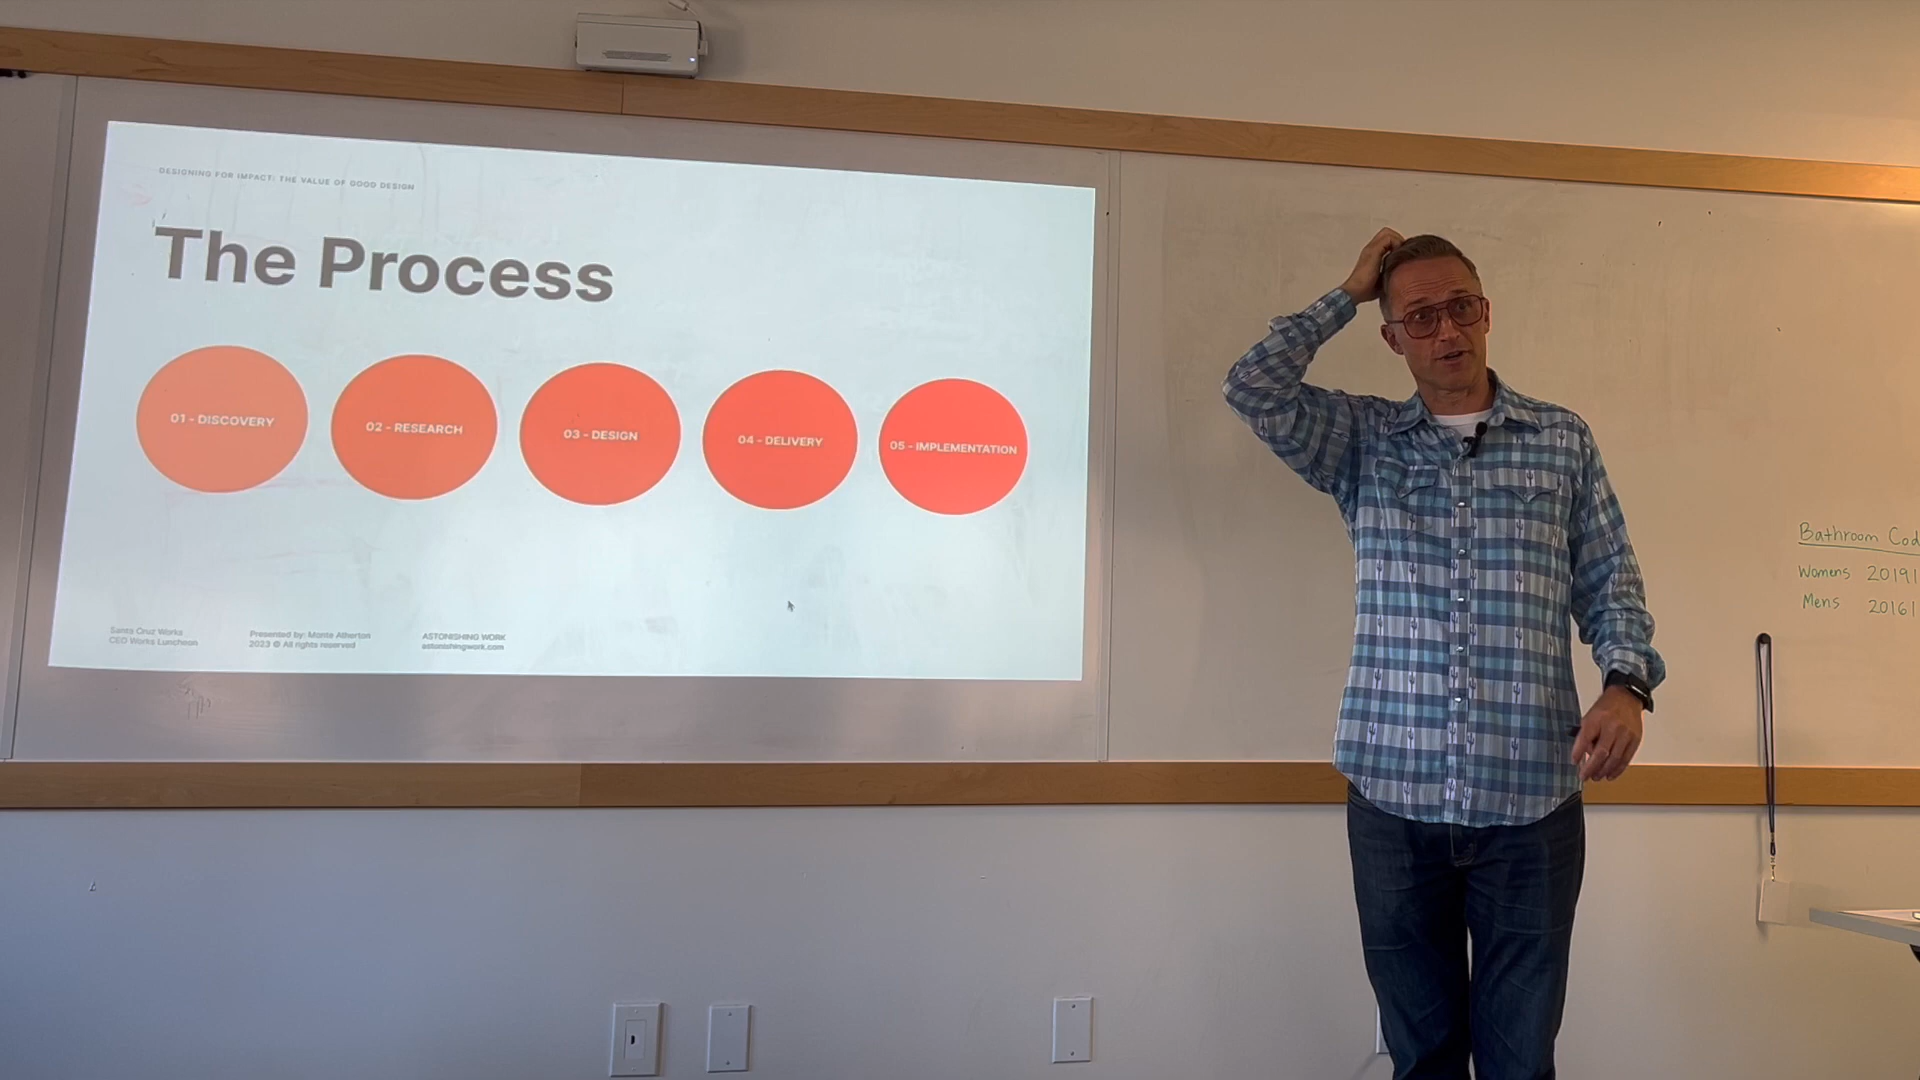 DESIGNING FOR IMPACT: THE VALUE OF GOOD DESIGN
The Process
01 - DISCOVERY
02 - RESEARCH
03 - DESIGN
04 - DELIVERY
05 - IMPLEMENTATION
Santa Cruz Works
CEO Works Luncheon
Presented by: Monte Atherton
2023 © All rights reserved
ASTONISHING WORK
astonishingwork.com
Bathroom Cod
Womens 20191
Mens 20161